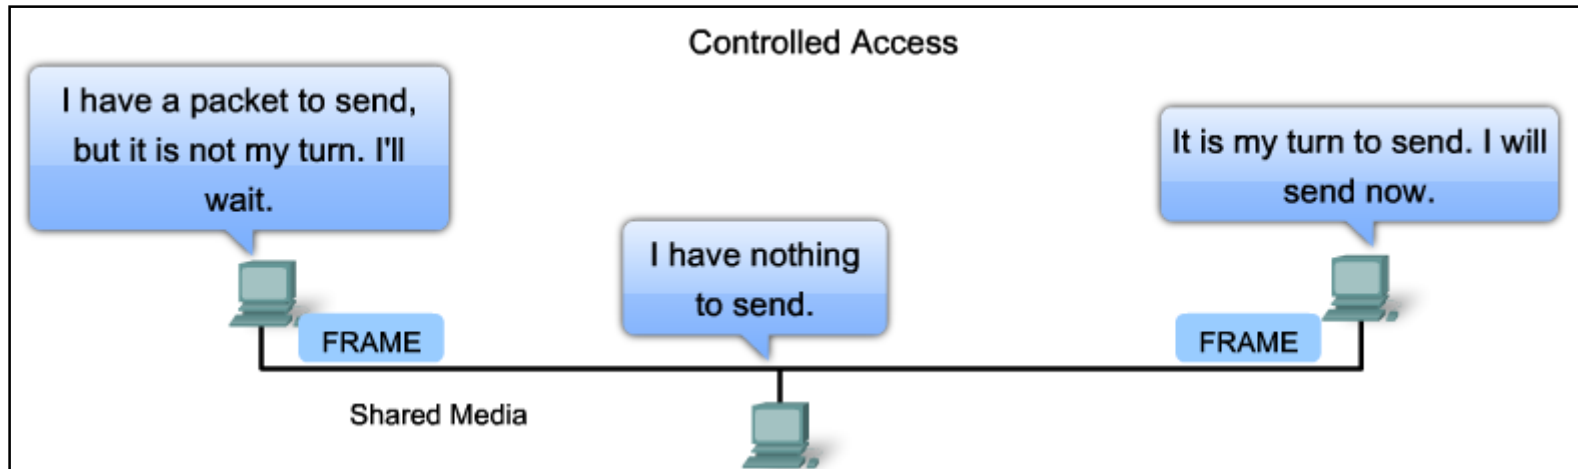 Controlled Access
I have a packet to send,
but it is not my turn. I'll
wait.
It is my turn to send. I will
send now.
I have nothing
to send.
FRAME
FRAME
Shared Media